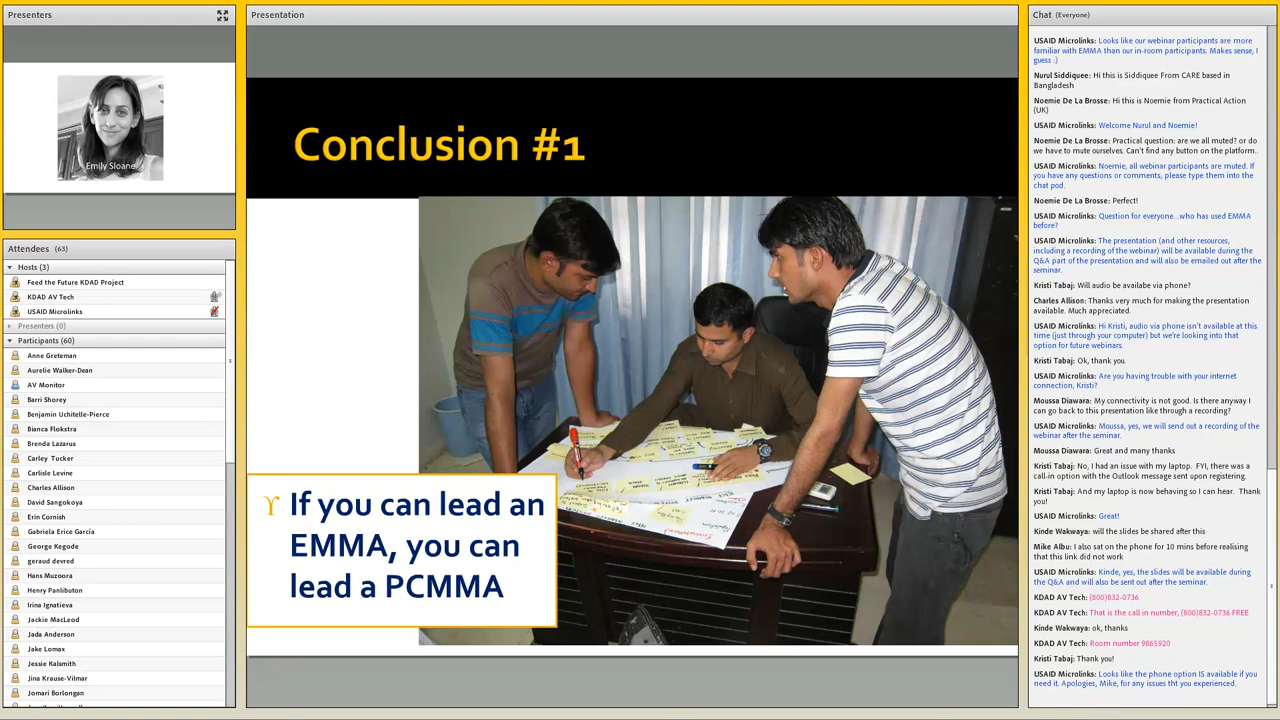 Presenters
Emily Sloane
Attendees (63)
Hosts (3)
Feed the Future KDAD Project
KDAD AV Tech
USAID Microlinks
Presenters (0)
Participants (60)
Anne Greteman
Aurelie Walker-Dean
AV Monitor
Barri Shorey
Benjamin Uchitelle-Pierce
Bianca Flokstra
Brenda Lazarus
Carley Tucker
Carlisle Levine
Charles Allison
David Sangokoya
Erin Cornish
Gabriela Erice García
George Kegode
geraud devred
Hans Muzoora
Henry Panlibuton
Irina Ignatieva
Jackie MacLeod
Jada Anderson
Jake Lomax
Jessie Kalsmith
Jina Krause-Vilmar
Jomari Borlongan
Presentation
Conclusion #1
If you can lead an
EMMA, you can
lead a PCMMA
Chat (Everyone)
USAID Microlinks: Looks like our webinar participants are more
familiar with EMMA than our in-room participants. Makes sense, I
guess :)
Nurul Siddiquee: Hi this is Siddiquee From CARE based in
Bangladesh
Noemie De La Brosse: Hi this is Noemie from Practical Action
(UK)
USAID Microlinks: Welcome Nurul and Noemie!
Noemie De La Brosse: Practical question: are we all muted? or do
we have to mute ourselves. Can't find any button on the platform..
USAID Microlinks: Noemie, all webinar participants are muted. If
you have any questions or comments, please type them into the
chat pod.
Noemie De La Brosse: Perfect!
USAID Microlinks: Question for everyone...who has used EMMA
before?
USAID Microlinks: The presentation (and other resources,
including a recording of the webinar) will be available during the
Q&A part of the presentation and will also be emailed out after the
seminar.
Kristi Tabaj: Will audio be availabe via phone?
Charles Allison: Thanks very much for making the presentation
available. Much appreciated.
USAID Microlinks: Hi Kristi, audio via phone isn't available at this
time (just through your computer) but we're looking into that
option for future webinars.
Kristi Tabaj: Ok, thank you.
USAID Microlinks: Are you having trouble with your internet
connection, Kristi?
Moussa Diawara: My connectivity is not good. Is there anyway I
can go back to this presentation like through a recording?
USAID Microlinks: Moussa, yes, we will send out a recording of the
webinar after the seminar.
Moussa Diawara: Great and many thanks
Kristi Tabaj: No, I had an issue with my laptop. FYI, there was a
call-in option with the Outlook message sent upon registering.
Kristi Tabaj: And my laptop is now behaving so I can hear. Thank
you!
USAID Microlinks: Great!
Kinde Wakwaya: will the slides be shared after this
Mike Albu: I also sat on the phone for 10 mins before realising
that this link did not work
USAID Microlinks: Kinde, yes, the slides will be available during
the Q&A and will also be sent out after the seminar.
KDAD AV Tech: (800)832-0736
KDAD AV Tech: That is the call in number, (800)832-0736 FREE
Kinde Wakwaya: ok, thanks
KDAD AV Tech: Room number 9865920
Kristi Tabaj: Thank you!
USAID Microlinks: Looks like the phone option IS available if you
need it. Apologies, Mike, for any issues tht you experienced.